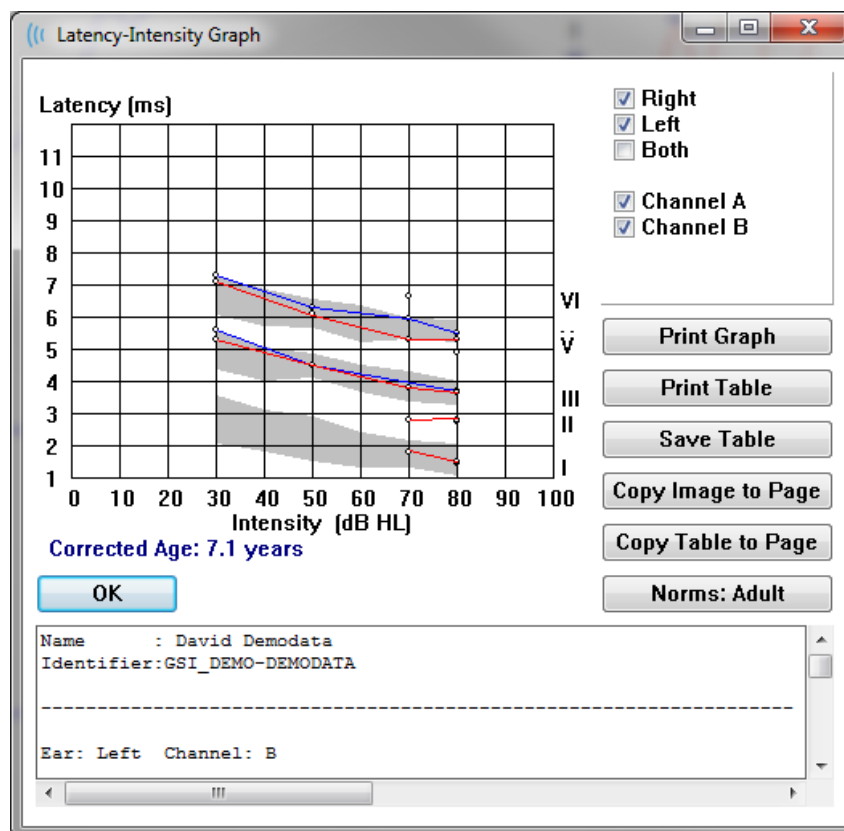 Latency-Intensity Graph
Latency (ms)
Right
Left
Both
Channel A
Channel B
11
10
9
8
7
6
5
4
3
2
1
VI
V
III
II
I
0 10 20 30 40 50 60 70 80 90 100
Intensity (dB HL)
Corrected Age: 7.1 years
OK
Print Graph
Print Table
Save Table
Copy Image to Page
Copy Table to Page
Norms: Adult
Name : David Demodata
Identifier:GSI_DEMO-DEMODATA
-------------------------------------------------------------------
Ear: Left Channel: B